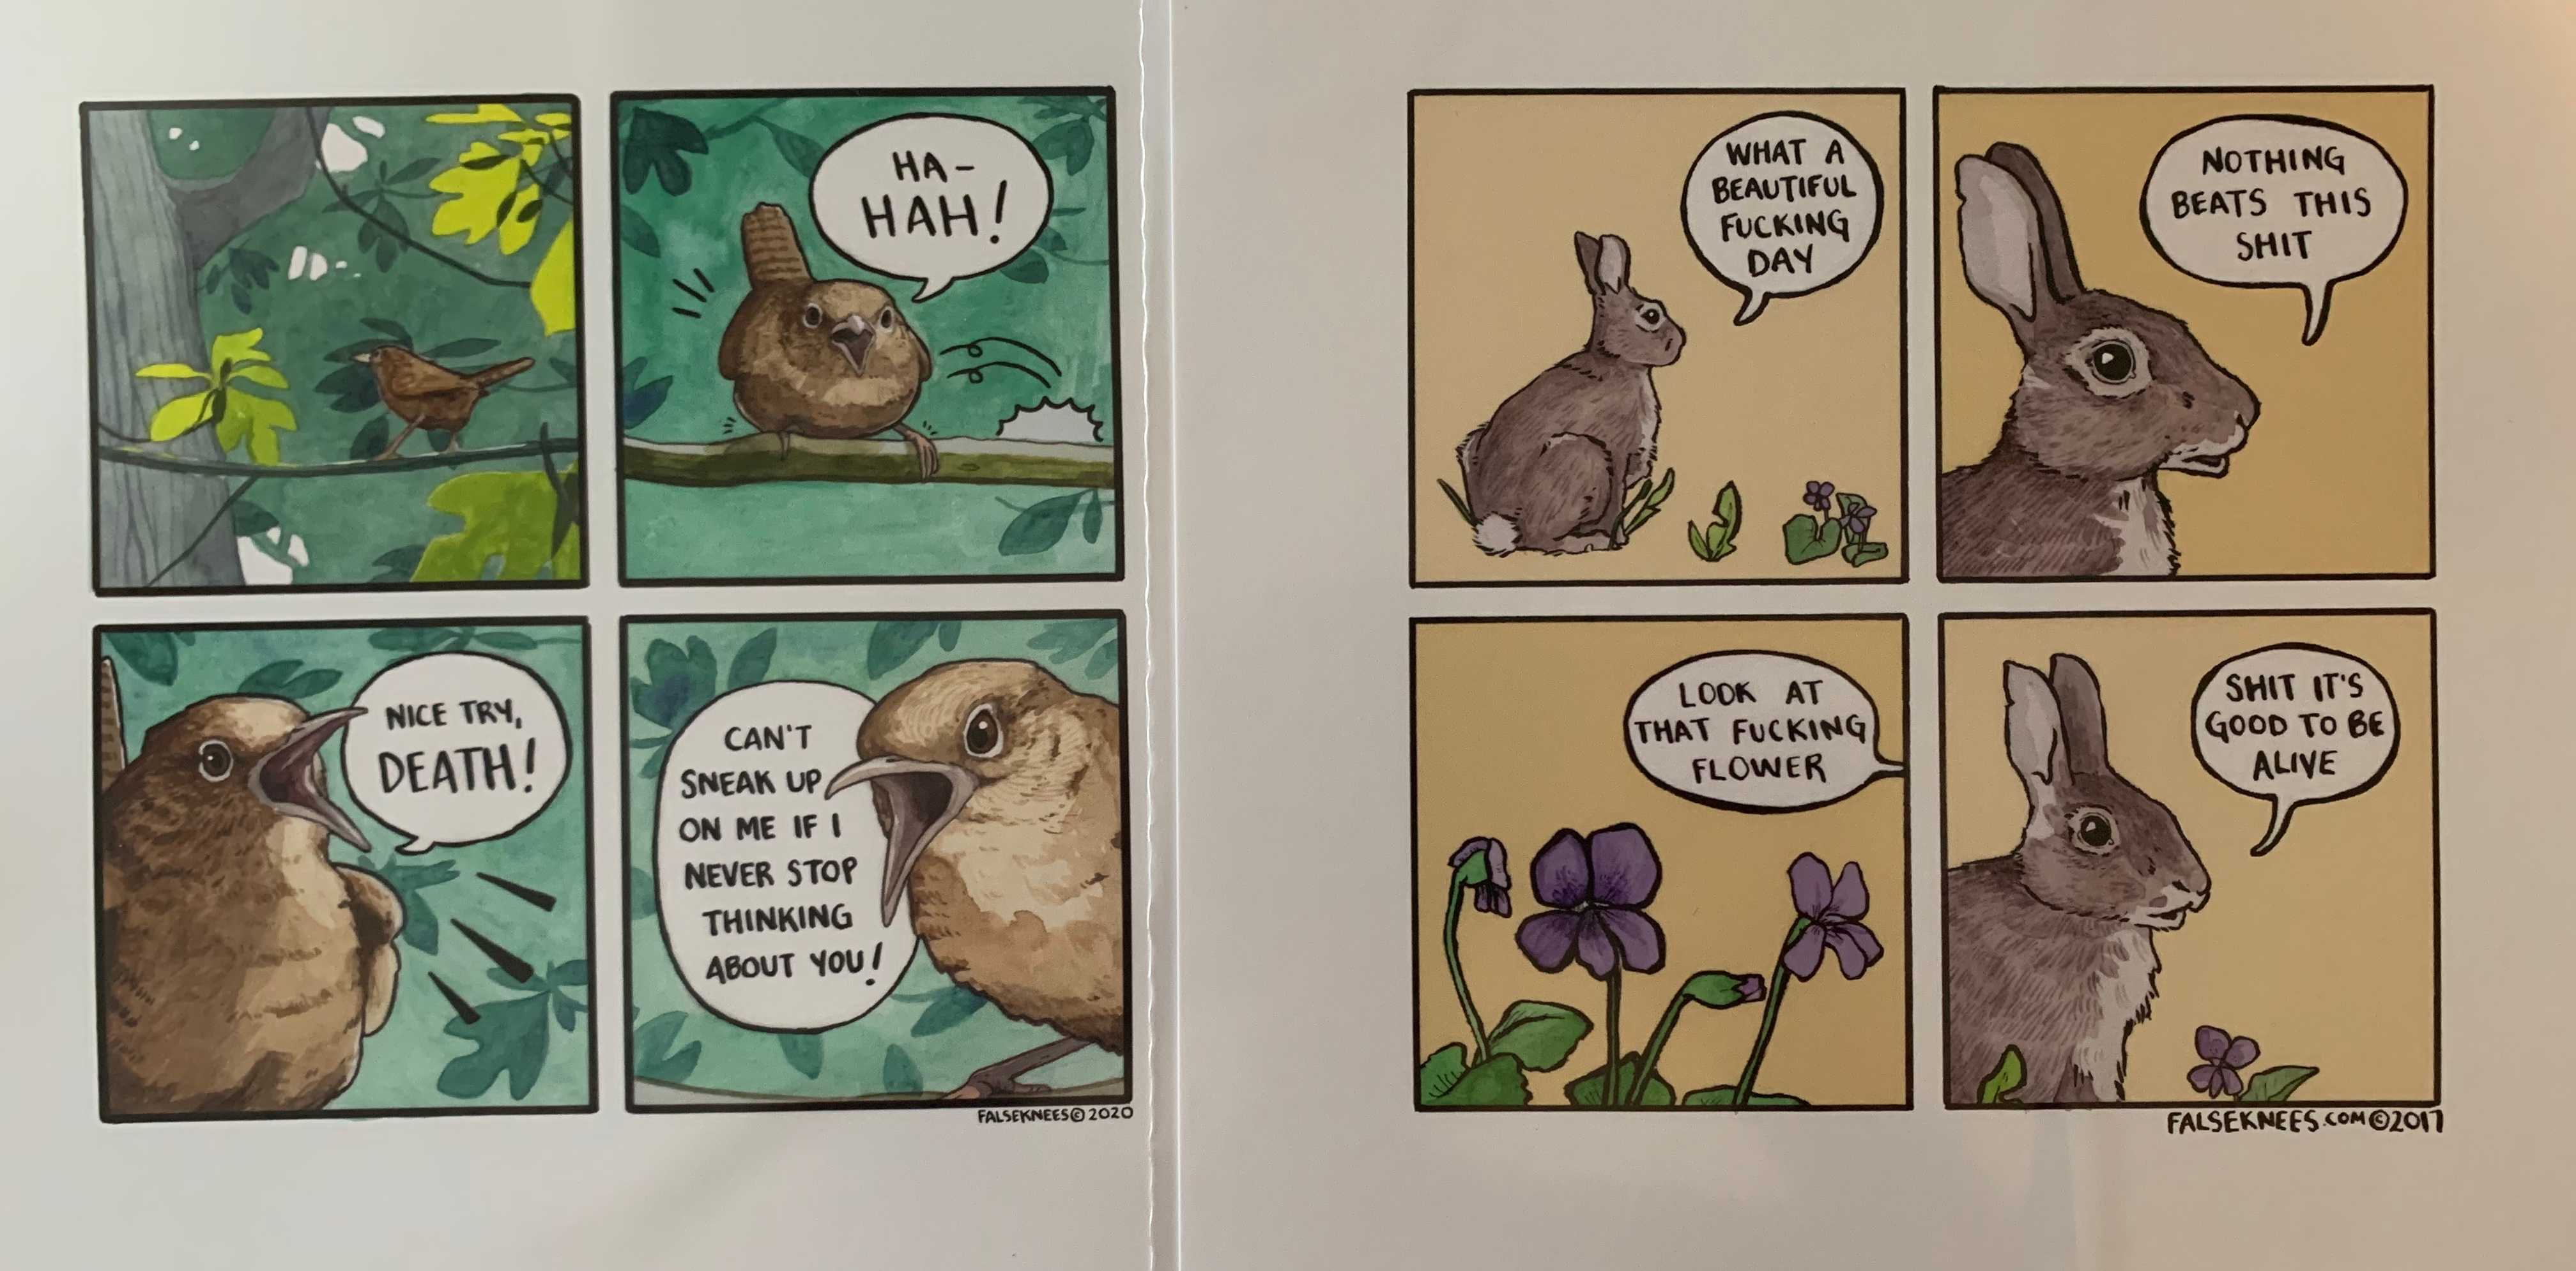 HA-
HAH!
NICE TRY,
DEATH!
CAN'T
SNEAK UP
ON ME IF I
NEVER STOP
THINKING
ABOUT YOU!
FALSEKNEES©2020
WHAT A
BEAUTIFUL
FUCKING
DAY
NOTHING
BEATS THIS
SHIT
LOOK AT
THAT FUCKING
FLOWER
SHIT IT'S
GOOD TO BE
ALIVE
FALSEKNEES.COM©2017